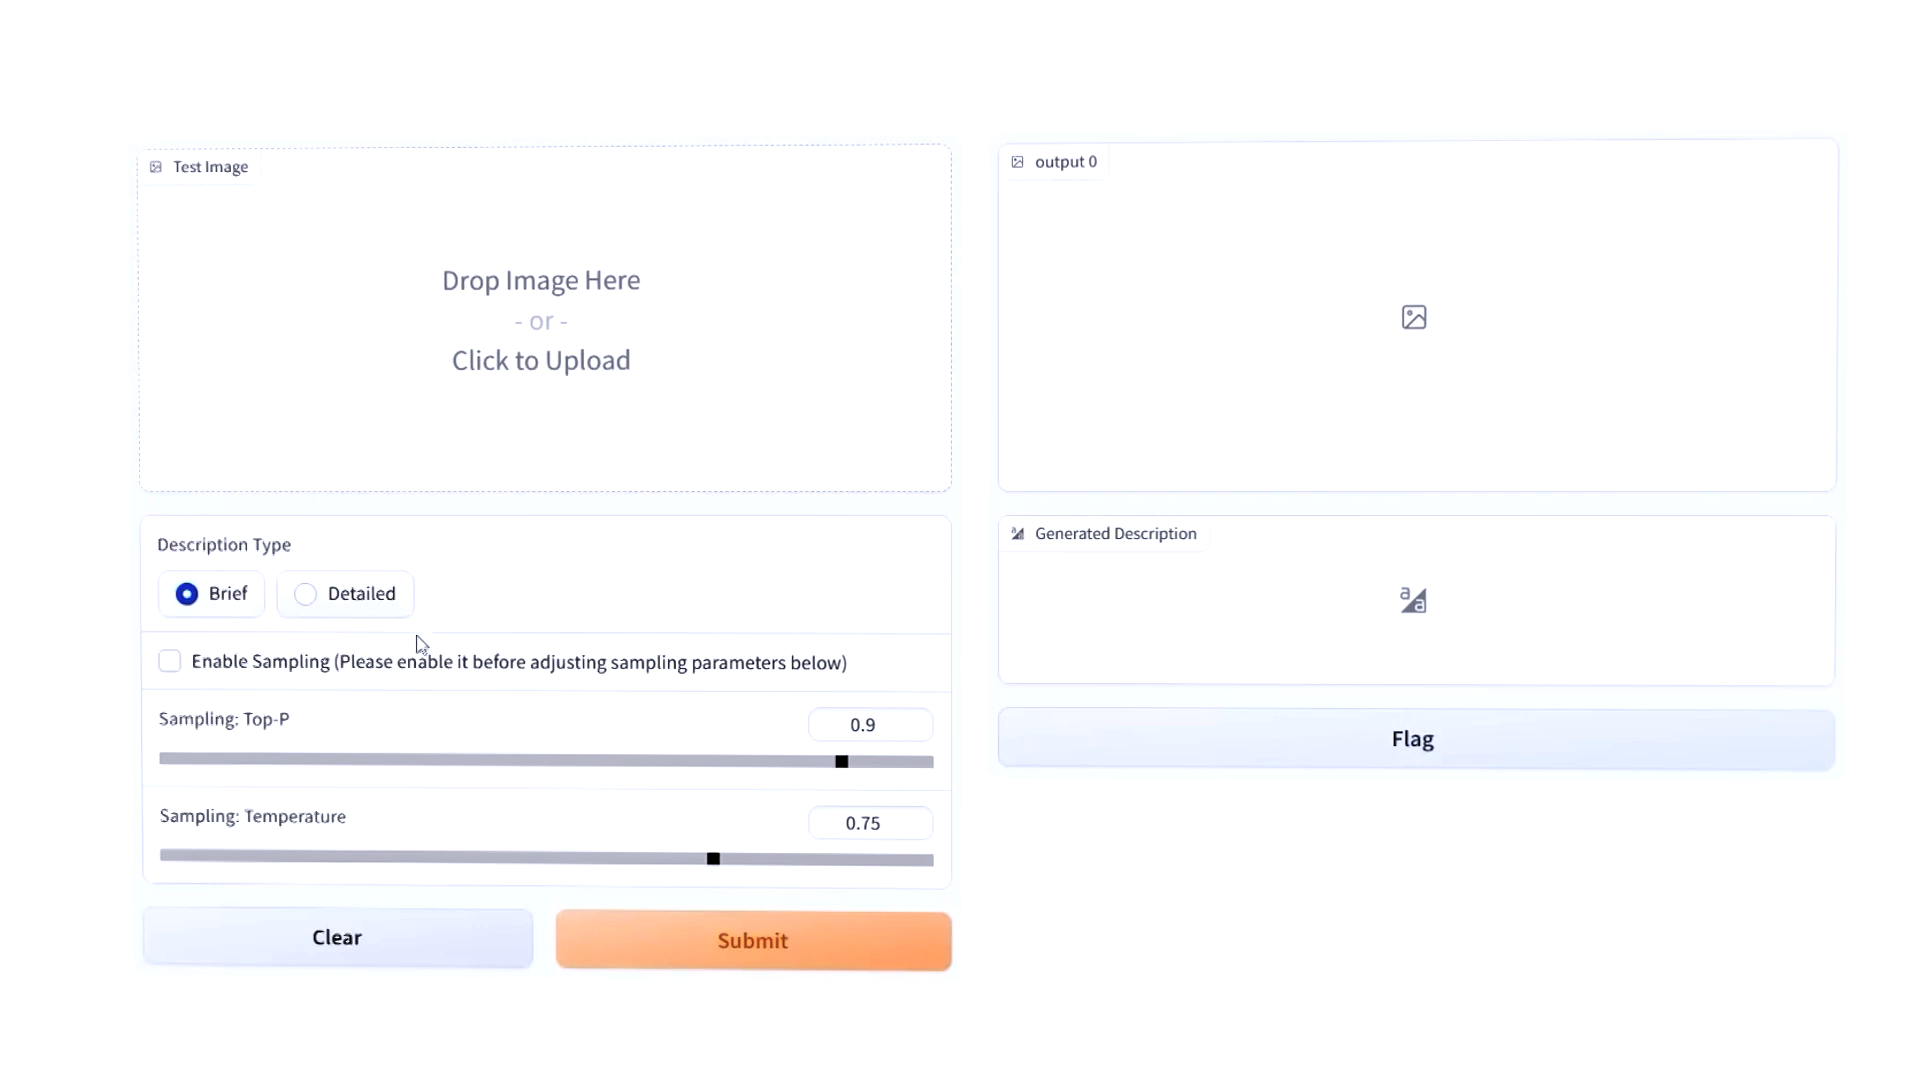 Test Image
Drop Image Here
- or -
Click to Upload
Description Type
Brief
Detailed
Enable Sampling (Please enable it before adjusting sampling parameters below)
Sampling: Top-P
0.9
Sampling: Temperature
0.75
Clear
Submit
output 0
Generated Description
Flag